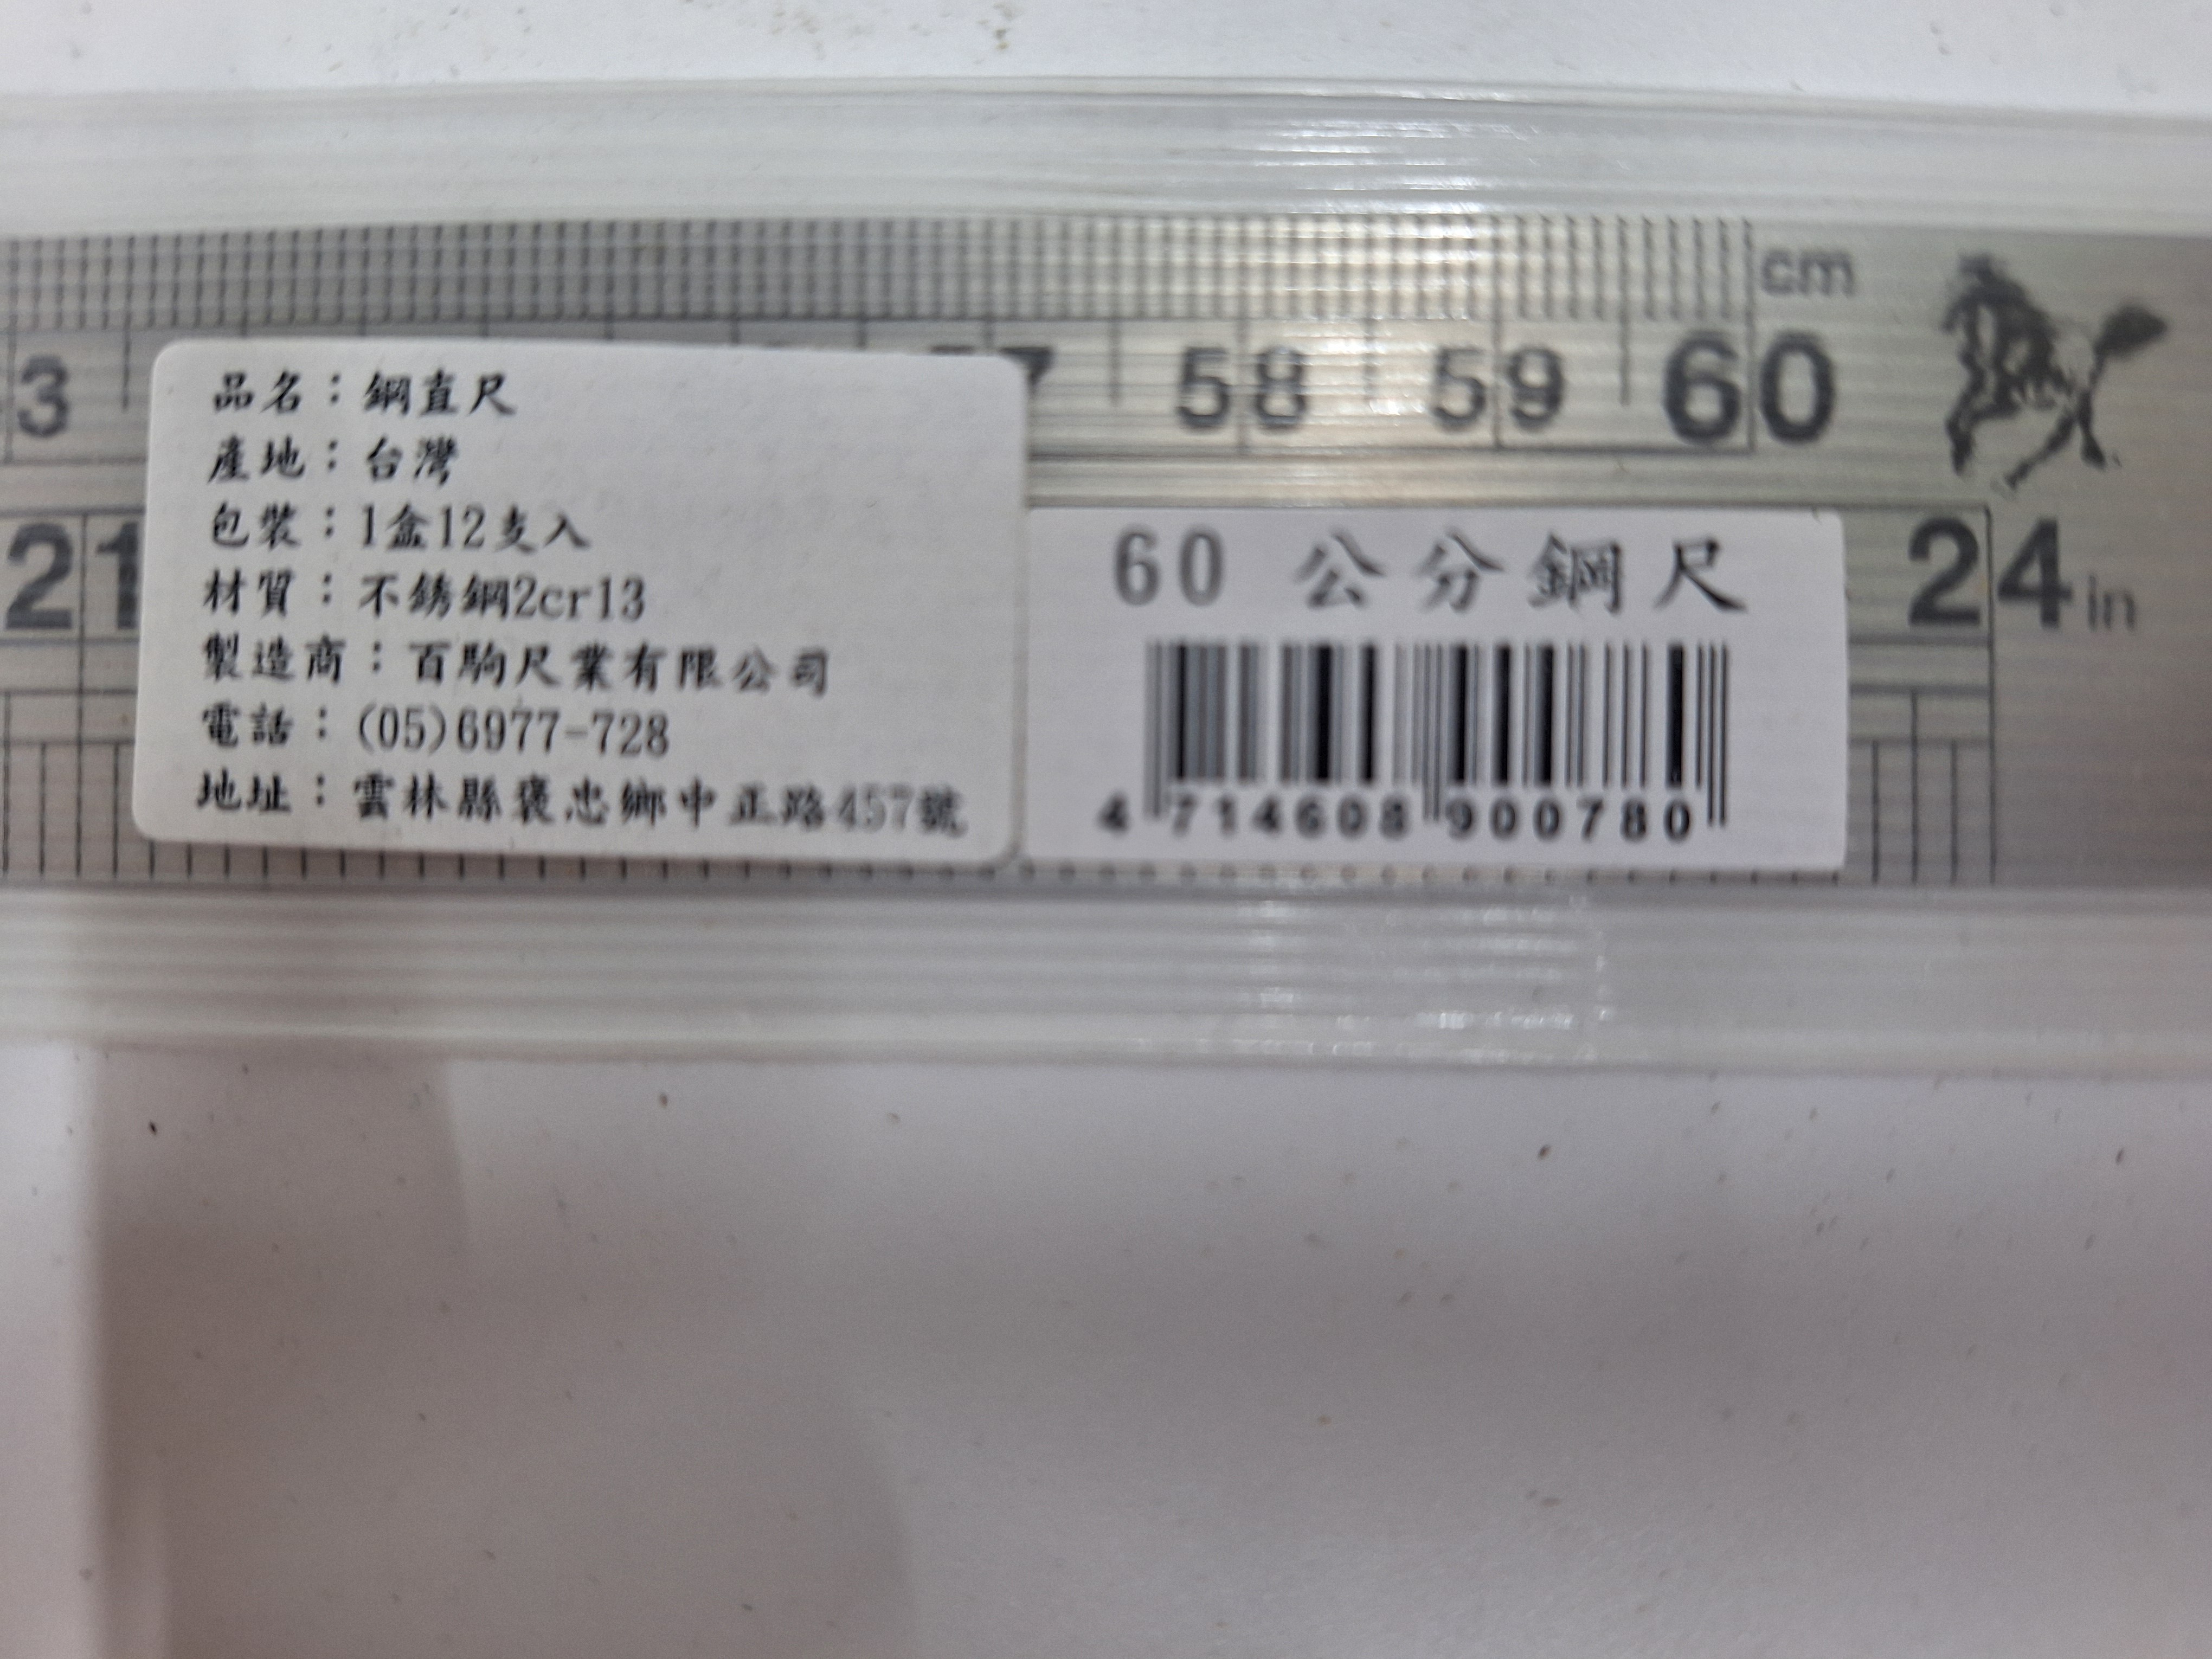 cm
3
7
58
59
60
品名：鋼直尺
產地：台灣
包裝：1盒12支入
材質：不銹鋼2cr13
製造商：百駒尺業有限公司
電話：(05)6977-728
地址：雲林縣褒忠鄉中正路457號
21
60 公分鋼尺
4 714608 900780
24 in